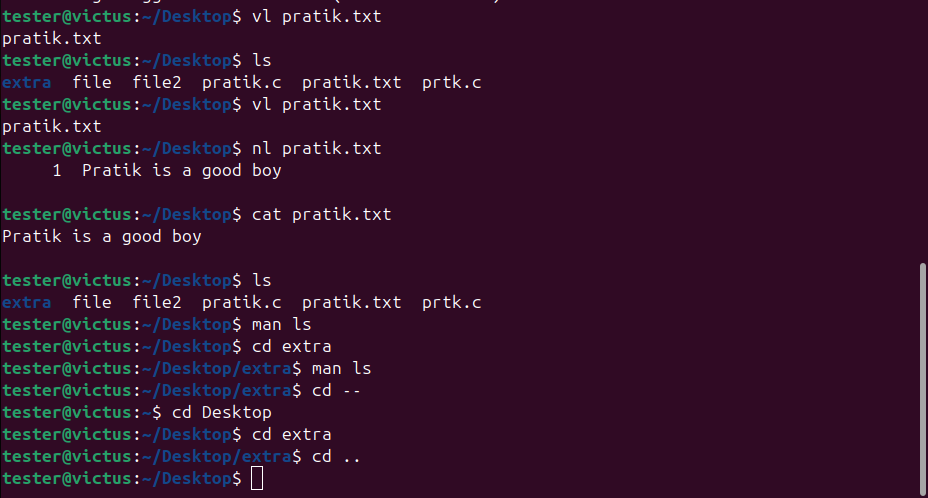 tester@victus:~/Desktop$ vl pratik.txt
pratik.txt
tester@victus:~/Desktop$ ls
extra  file  file2  pratik.c  pratik.txt  prtk.c
tester@victus:~/Desktop$ vl pratik.txt
pratik.txt
tester@victus:~/Desktop$ nl pratik.txt
     1  Pratik is a good boy

tester@victus:~/Desktop$ cat pratik.txt
Pratik is a good boy

tester@victus:~/Desktop$ ls
extra  file  file2  pratik.c  pratik.txt  prtk.c
tester@victus:~/Desktop$ man ls
tester@victus:~/Desktop$ cd extra
tester@victus:~/Desktop/extra$ man ls
tester@victus:~/Desktop/extra$ cd --
tester@victus:~$ cd Desktop
tester@victus:~/Desktop$ cd extra
tester@victus:~/Desktop/extra$ cd ..
tester@victus:~/Desktop$